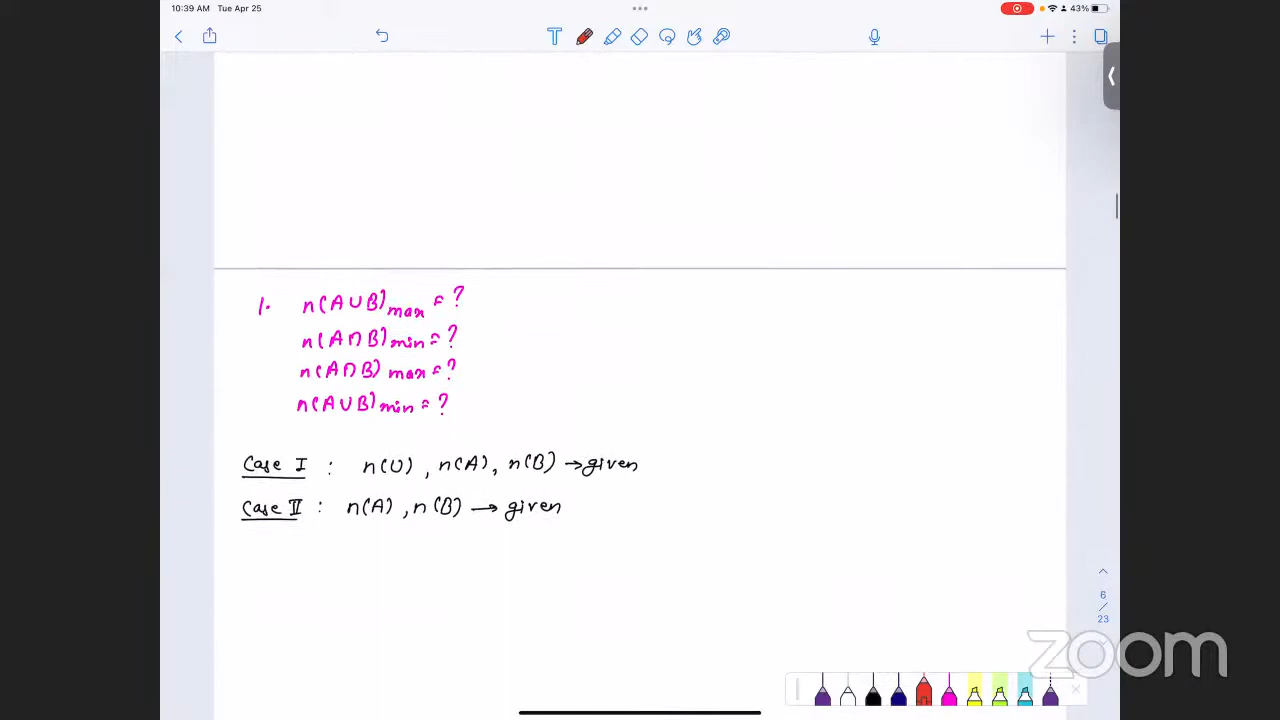 10:39 AM Tue Apr 25
43%
1. n(A∪B)max = ?
n(A∩B)min = ?
n(A∩B) max = ?
n(A∪B)min = ?
Case I : n(U), n(A), n(B) → given
Case II : n(A), n(B) → given
6
/
23
zoom